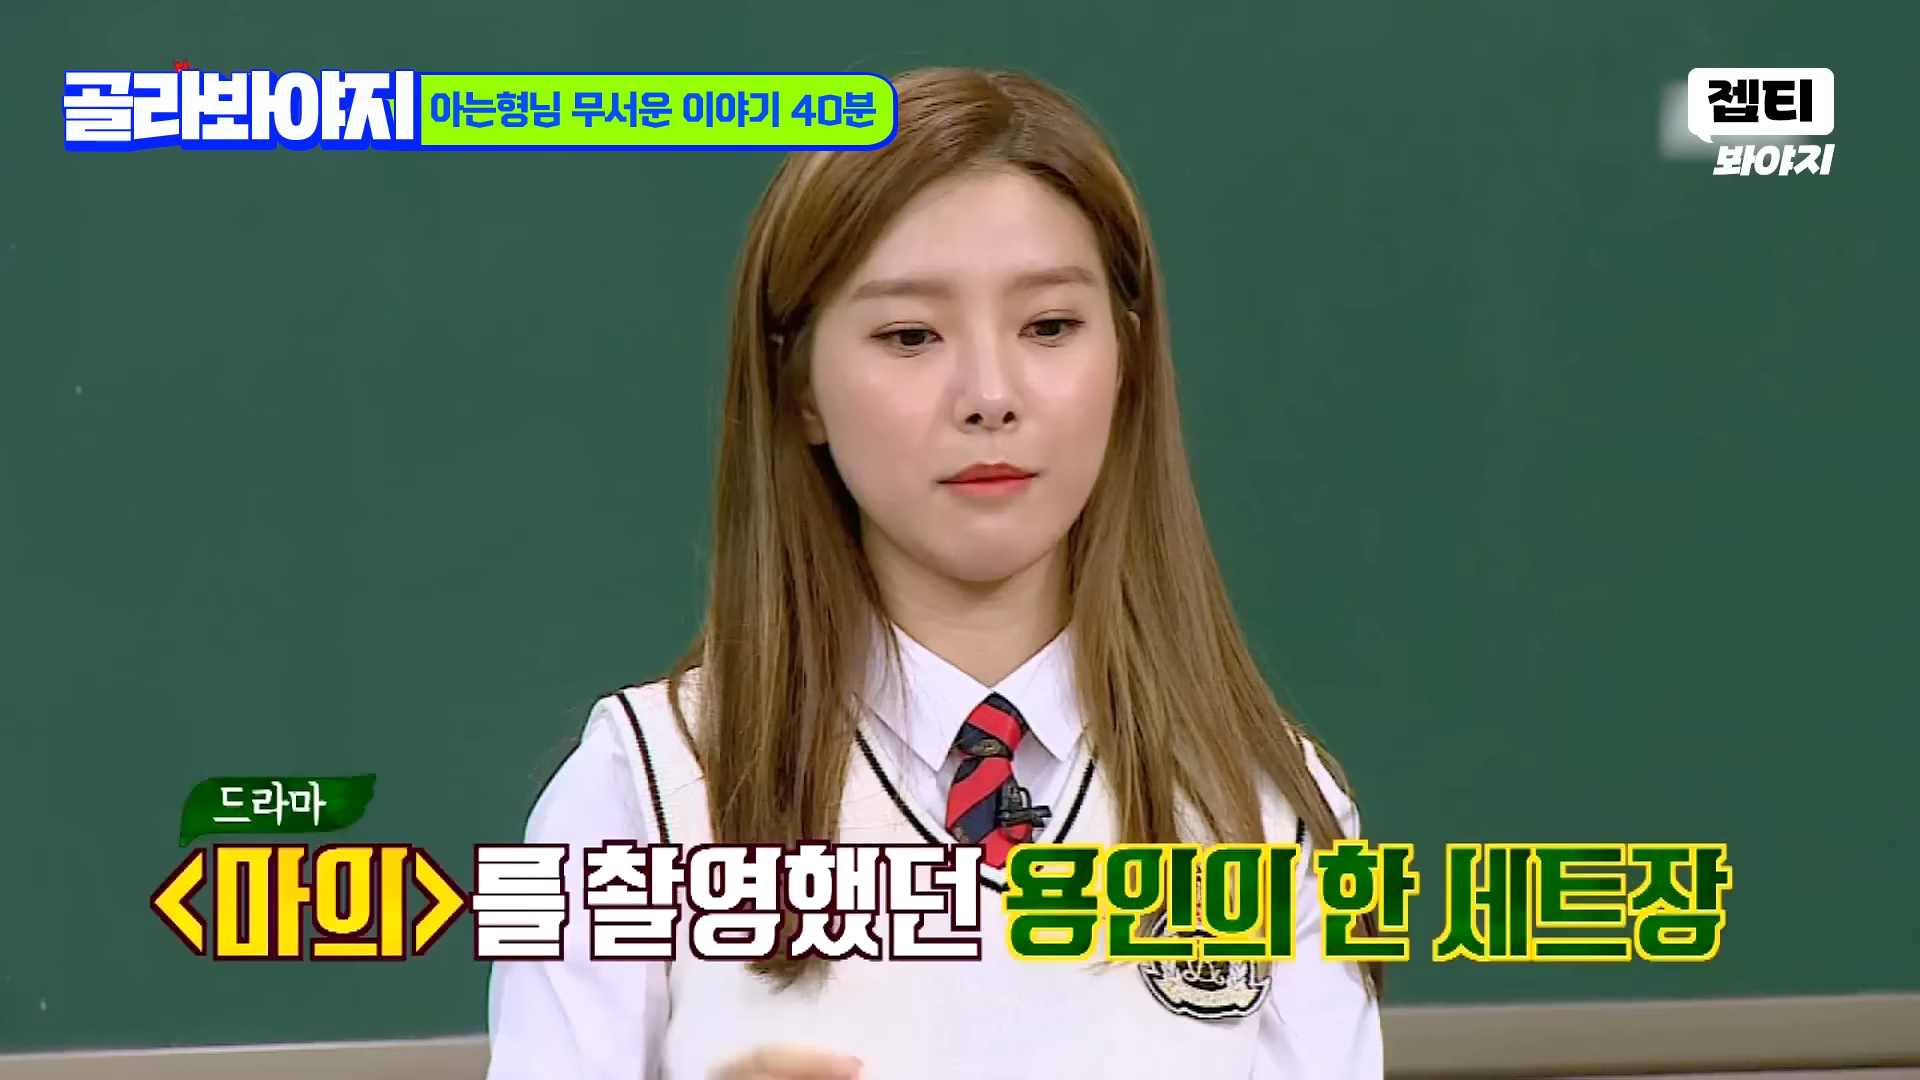 골라봐야지 아는형님 무서운 이야기 40분
젭티
봐야지
드라마
<마의>를 촬영했던 용인의 한 세트장